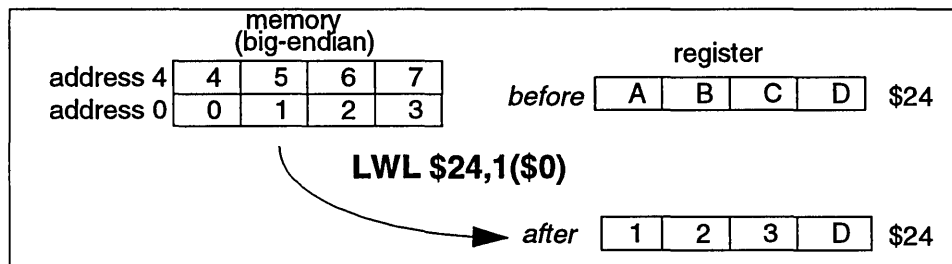 memory
(big-endian)
register
address 4 4 5 6 7
address 0 0 1 2 3
before A B C D $24
LWL $24,1($0)
after 1 2 3 D $24